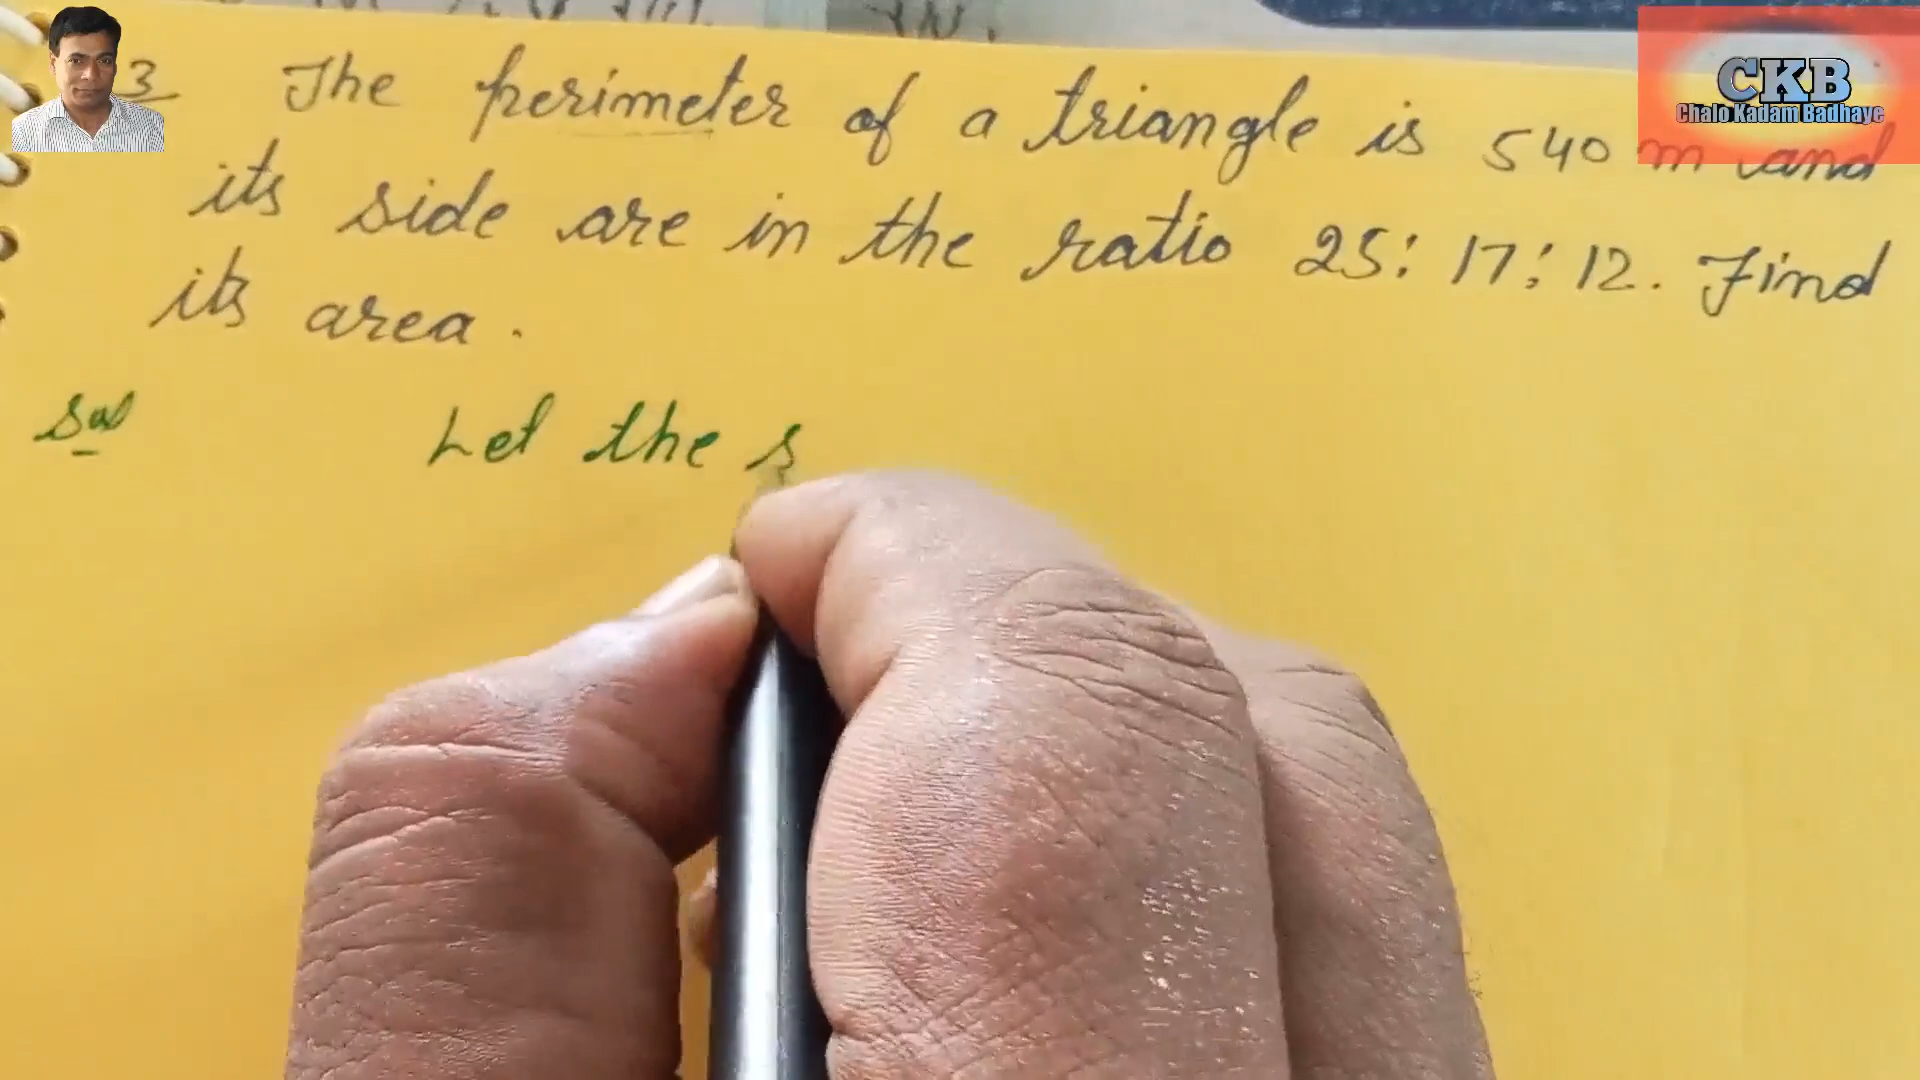 3 The perimeter of a triangle is 540 m and
its side are in the ratio 25 : 17 : 12. Find
its area.
Sol Let the s
CKB
Chalo Kadam Badhaye